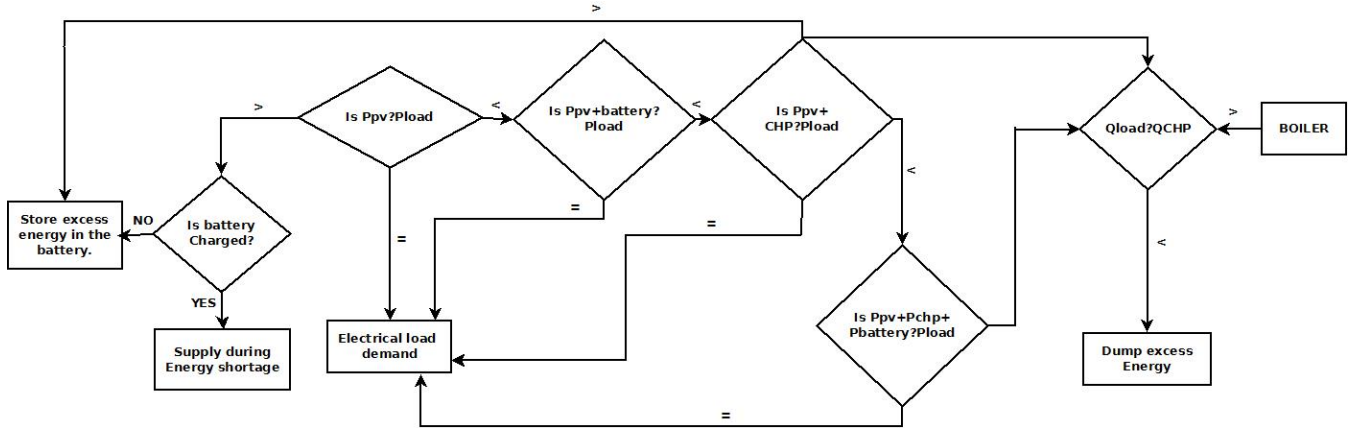 >
Is Ppv?Pload
>
<
Is Ppv+battery?
Pload
<
Is Ppv+
CHP?Pload
<
Qload?QCHP
>
BOILER
Is battery
Charged?
NO
Store excess
energy in the
battery.
YES
Supply during
Energy shortage
=
=
=
Electrical load
demand
Is Ppv+Pchp+
Pbattery?Pload
<
Dump excess
Energy
=